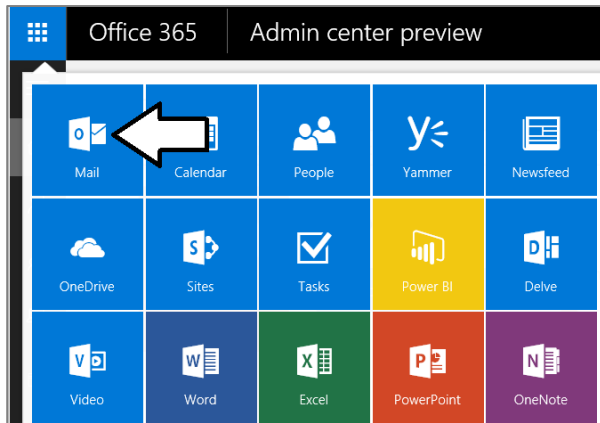 Office 365 Admin center preview
Mail Calendar People Yammer Newsfeed
OneDrive Sites Tasks Power BI Delve
Video Word Excel PowerPoint OneNote